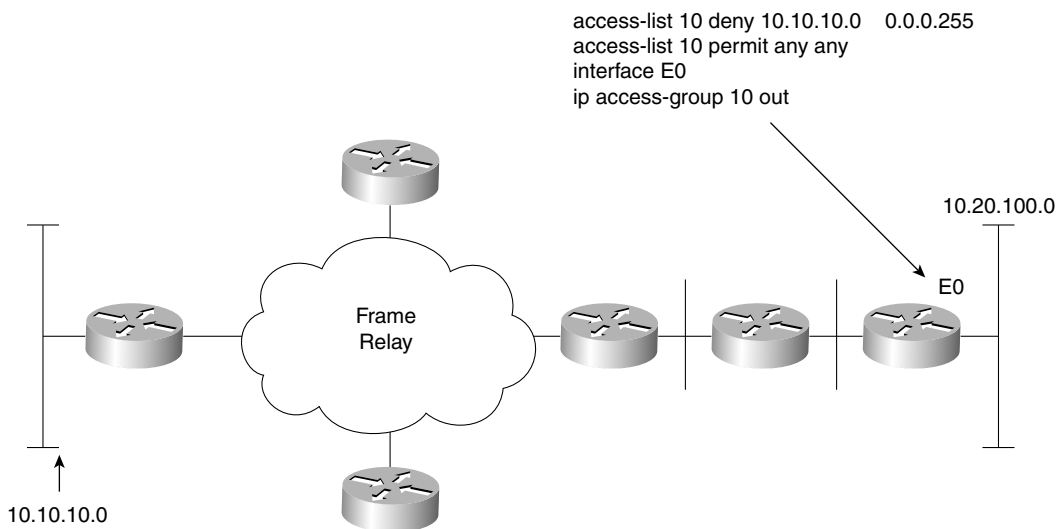 access-list 10 deny 10.10.10.0 0.0.0.255
access-list 10 permit any any
interface E0
ip access-group 10 out
10.20.100.0
E0
Frame
Relay
10.10.10.0